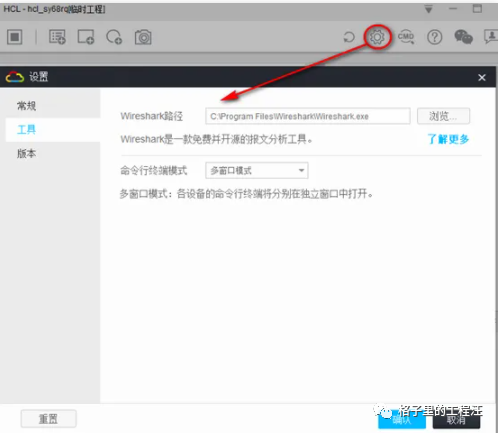 HCL - hcl_sy68rq[临时工程]
CMD
设置
常规
工具
版本
Wireshark路径 C:\Program Files\Wireshark\Wireshark.exe 浏览...
Wireshark是一款免费并开源的报文分析工具。 了解更多
命令行终端模式 多窗口模式
多窗口模式：各设备的命令行终端将分别在独立窗口中打开。
格子里的工程汪
重置 确认 取消